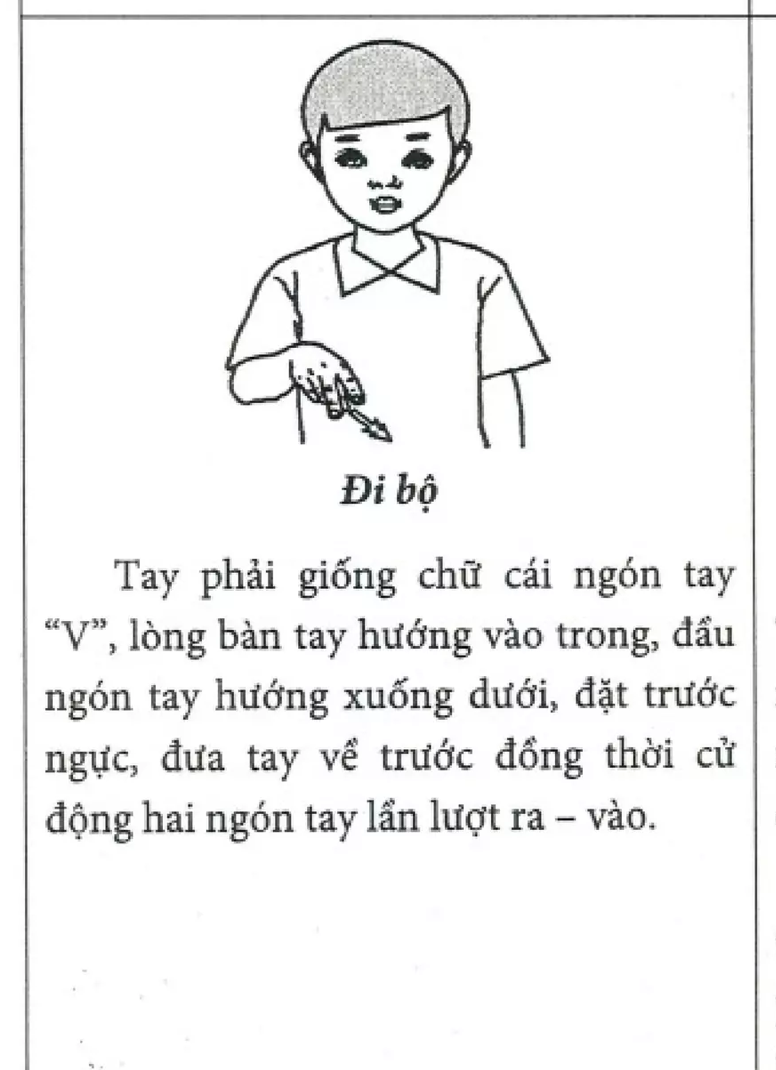 Đi bộ
Tay phải giống chữ cái ngón tay
“V”, lòng bàn tay hướng vào trong, đầu
ngón tay hướng xuống dưới, đặt trước
ngực, đưa tay về trước đồng thời cử
động hai ngón tay lần lượt ra – vào.